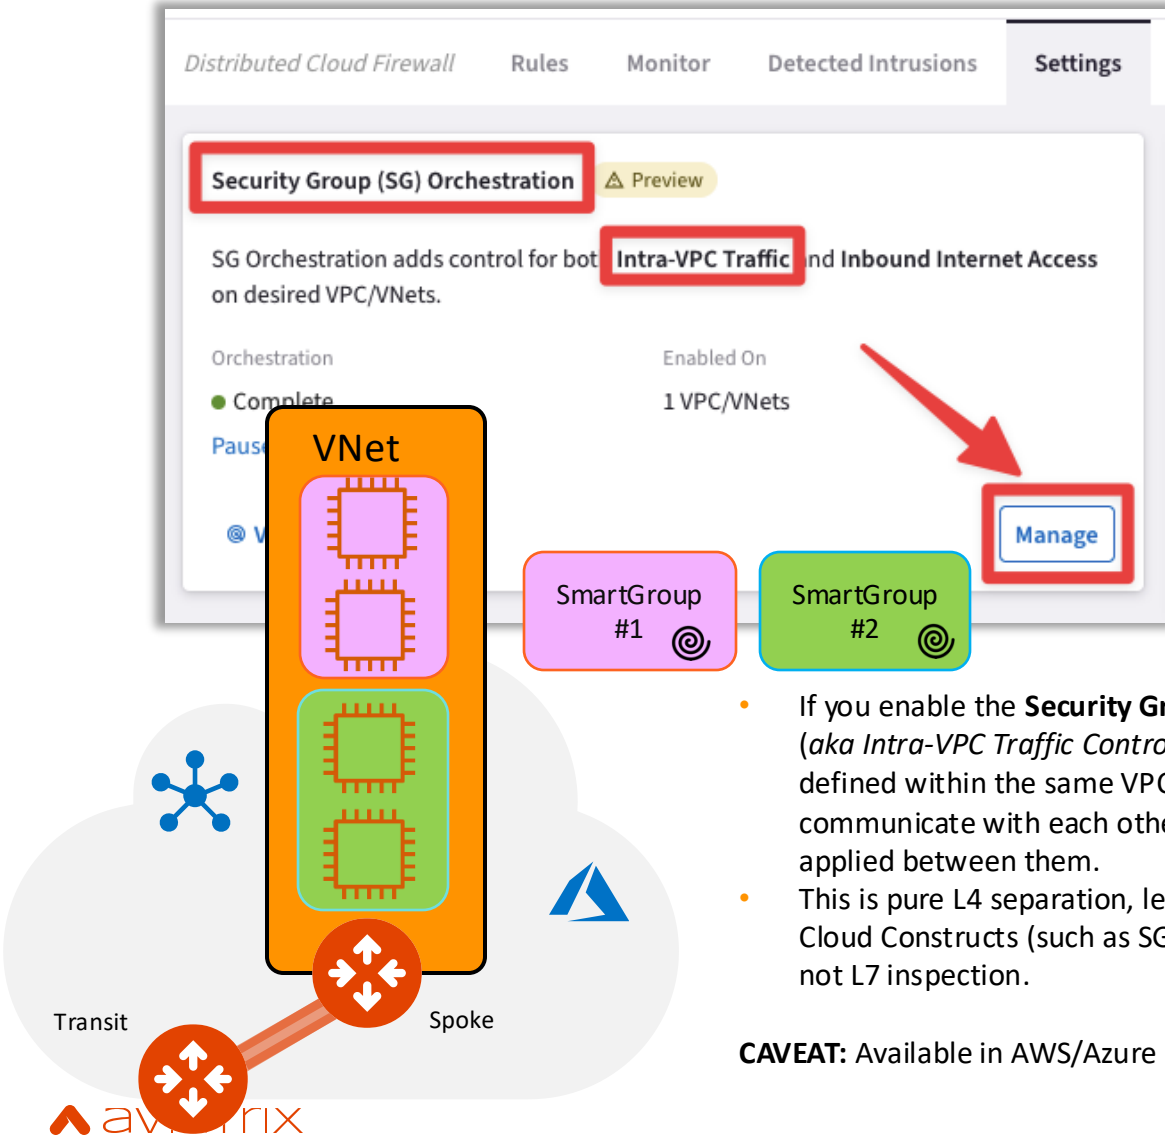 Distributed Cloud Firewall Rules Monitor Detected Intrusions Settings
Security Group (SG) Orchestration Preview
SG Orchestration adds control for bot Intra-VPC Traffic nd Inbound Internet Access
on desired VPC/VNets.
Orchestration Enabled On
Complete 1 VPC/VNets
Paus
V
Manage
VNet
SmartGroup
#1
SmartGroup
#2
• If you enable the Security Gr
(aka Intra-VPC Traffic Contro
defined within the same VPC
communicate with each othe
applied between them.
• This is pure L4 separation, le
Cloud Constructs (such as SG
not L7 inspection.
CAVEAT: Available in AWS/Azure
Transit
Spoke
av rix